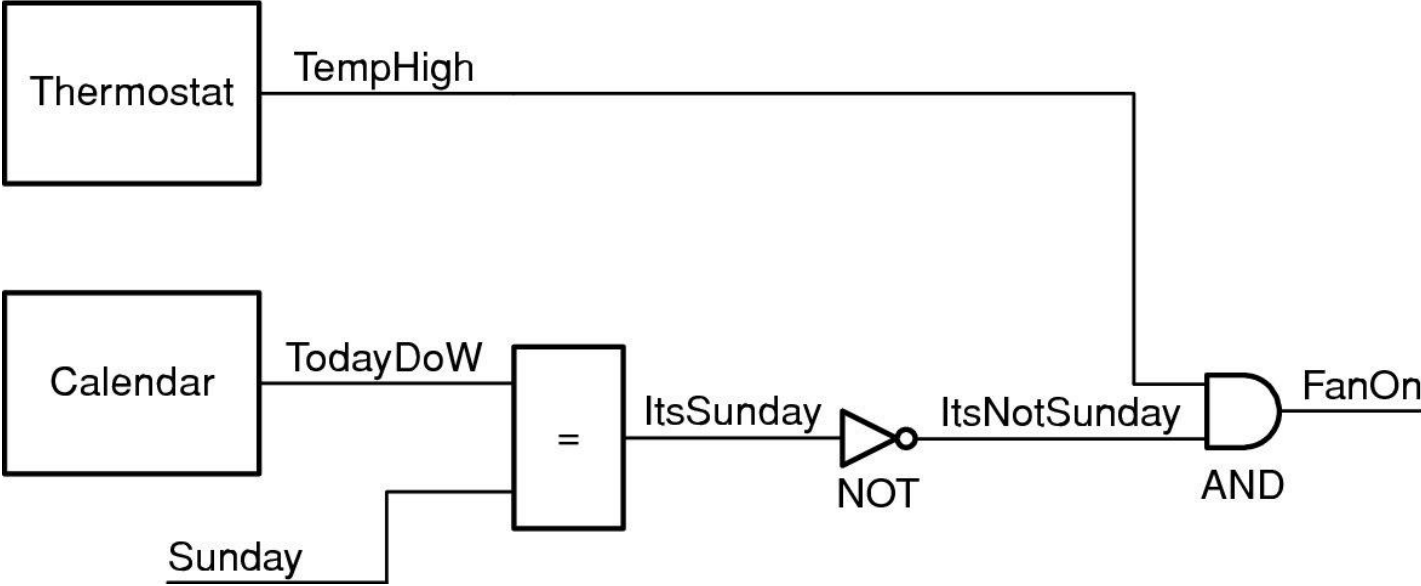 Thermostat
TempHigh
Calendar
TodayDoW
=
ItsSunday
NOT
ItsNotSunday
FanOn
AND
Sunday